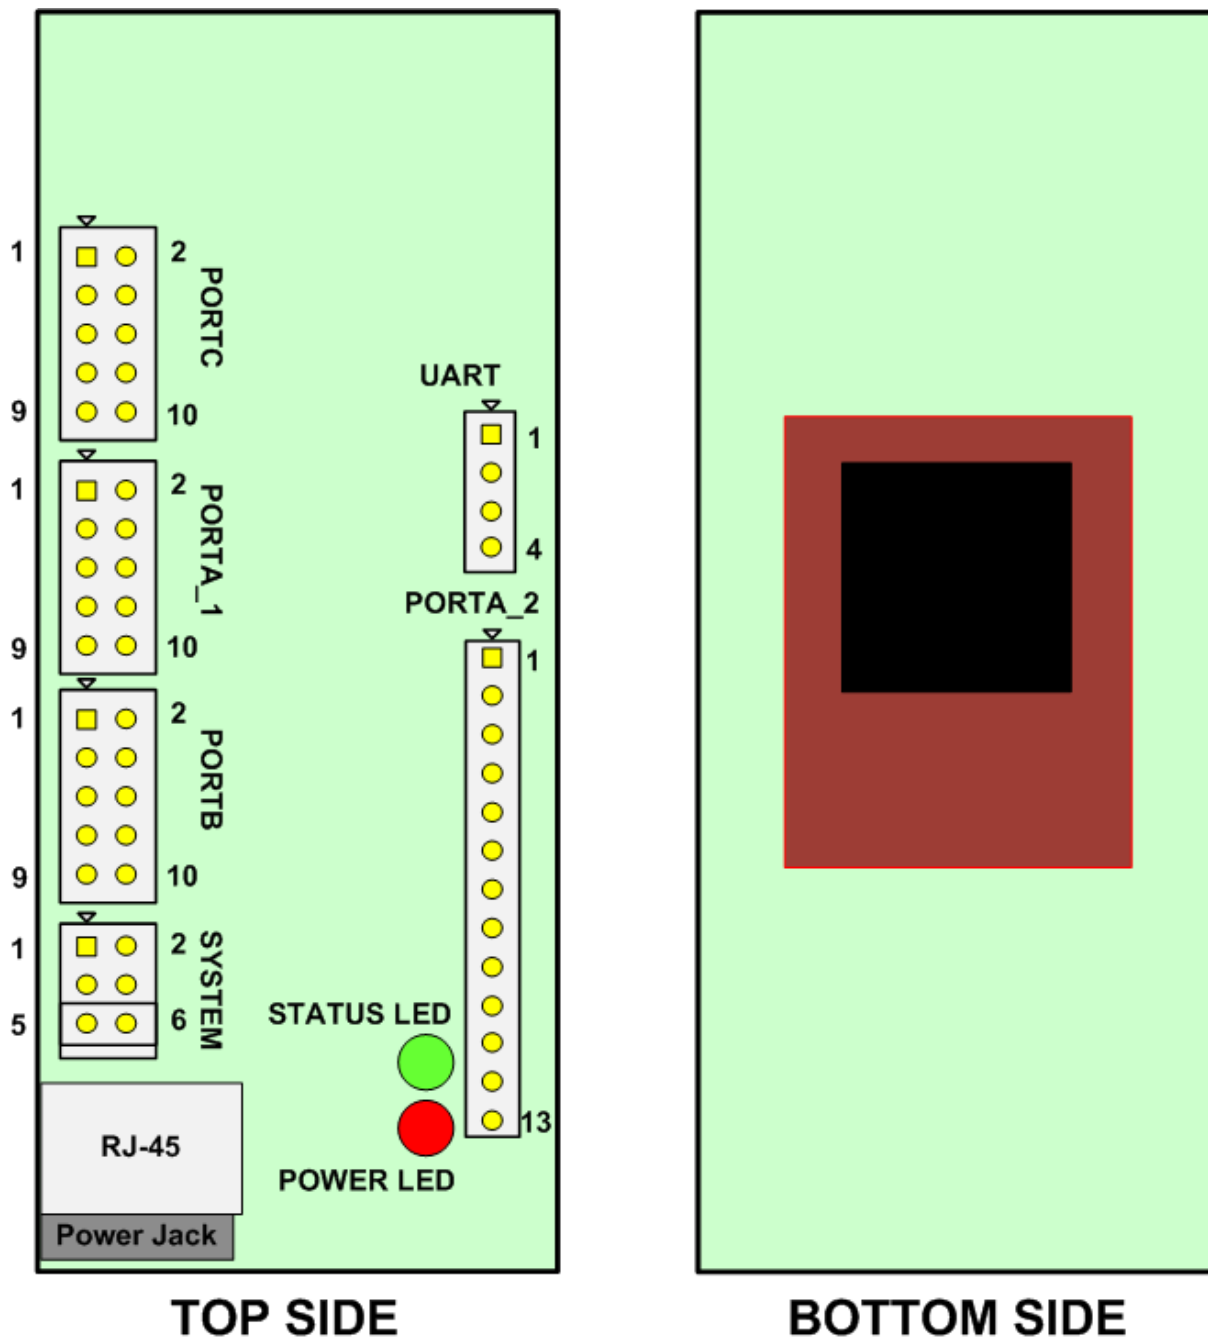 1
2
PORTC
9
10
UART
1
4
1
2
PORTA_1
9
10
PORTA_2
1
13
1
2
PORTB
9
10
1
2
SYSTEM
5
6
STATUS LED
POWER LED
RJ-45
Power Jack
TOP SIDE
BOTTOM SIDE